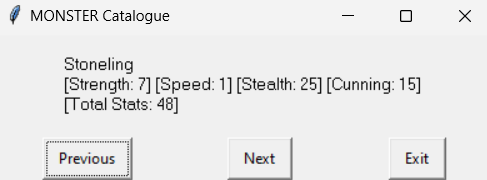 MONSTER Catalogue
Stoneling
[Strength: 7] [Speed: 1] [Stealth: 25] [Cunning: 15]
[Total Stats: 48]
Previous
Next
Exit